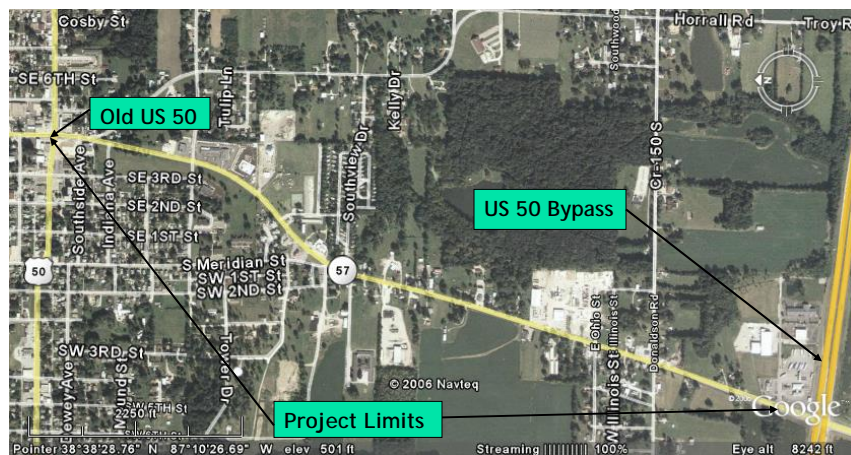 Cosby St
Horrall Rd
Troy R
SE 6TH St
Tulip Ln
Kelly Dr
Southwood
N
Old US 50
Southside Ave
Indiana Ave
Southview Dr
Cr-150 S
SE 3RD St
SE 2ND St
SE 1ST St
US 50 Bypass
S Meridian St
SW 1ST St
SW 2ND St
50
57
E Ohio St
Illinois St
Donaldson Rd
SW 3RD St
Dewey Ave
Tower Dr
W Illinois St
© 2006 Navteq
2250 ft
Project Limits
©2006
Google
Pointer 38°38'28.76" N 87°10'26.69" W elev 501 ft
Streaming |||||||||| 100%
Eye alt 8242 ft